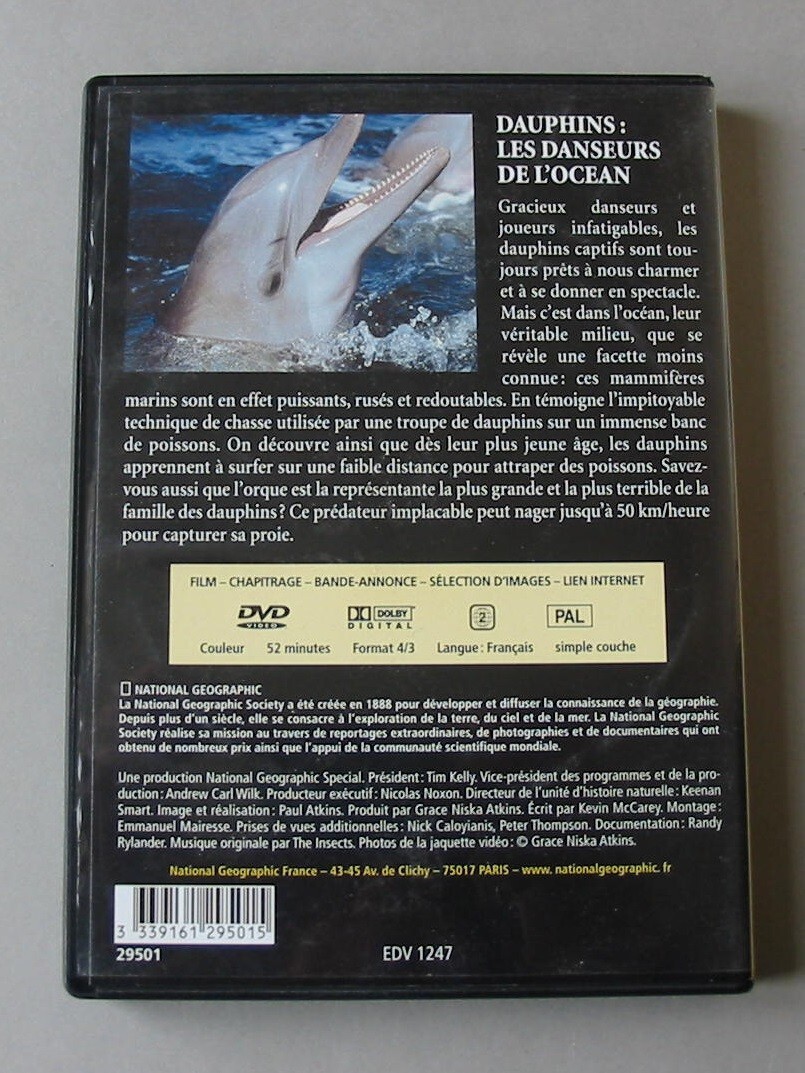 DAUPHINS :
LES DANSEURS
DE L'OCEAN
Gracieux danseurs et
joueurs infatigables, les
dauphins captifs sont tou-
jours prêts à nous charmer
et à se donner en spectacle.
Mais c'est dans l'océan, leur
véritable milieu, que se
révèle une facette moins
connue : ces mammifères
marins sont en effet puissants, rusés et redoutables. En témoigne l'impitoyable
technique de chasse utilisée par une troupe de dauphins sur un immense banc
de poissons. On découvre ainsi que dès leur plus jeune âge, les dauphins
apprennent à surfer sur une faible distance pour attraper des poissons. Savez-
vous aussi que l'orque est la représentante la plus grande et la plus terrible de la
famille des dauphins ? Ce prédateur implacable peut nager jusqu'à 50 km/heure
pour capturer sa proie.
FILM – CHAPITRAGE – BANDE-ANNONCE – SÉLECTION D'IMAGES – LIEN INTERNET
DVD VIDEO DOLBY DIGITAL 2 PAL
Couleur 52 minutes Format 4/3 Langue : Français simple couche
NATIONAL GEOGRAPHIC
La National Geographic Society a été créée en 1888 pour développer et diffuser la connaissance de la géographie.
Depuis plus d'un siècle, elle se consacre à l'exploration de la terre, du ciel et de la mer. La National Geographic
Society réalise sa mission au travers de reportages extraordinaires, de photographies et de documentaires qui ont
obtenu de nombreux prix ainsi que l'appui de la communauté scientifique mondiale.
Une production National Geographic Special. Président : Tim Kelly. Vice-président des programmes et de la pro-
duction : Andrew Carl Wilk. Producteur exécutif : Nicolas Noxon. Directeur de l'unité d'histoire naturelle : Keenan
Smart. Image et réalisation : Paul Atkins. Produit par Grace Niska Atkins. Écrit par Kevin McCarey. Montage :
Emmanuel Mairesse. Prises de vues additionnelles : Nick Caloyianis, Peter Thompson. Documentation : Randy
Rylander. Musique originale par The Insects. Photos de la jaquette vidéo : © Grace Niska Atkins.
National Geographic France – 43-45 Av. de Clichy – 75017 PARIS – www. nationalgeographic. fr
3 339161 295015
29501 EDV 1247